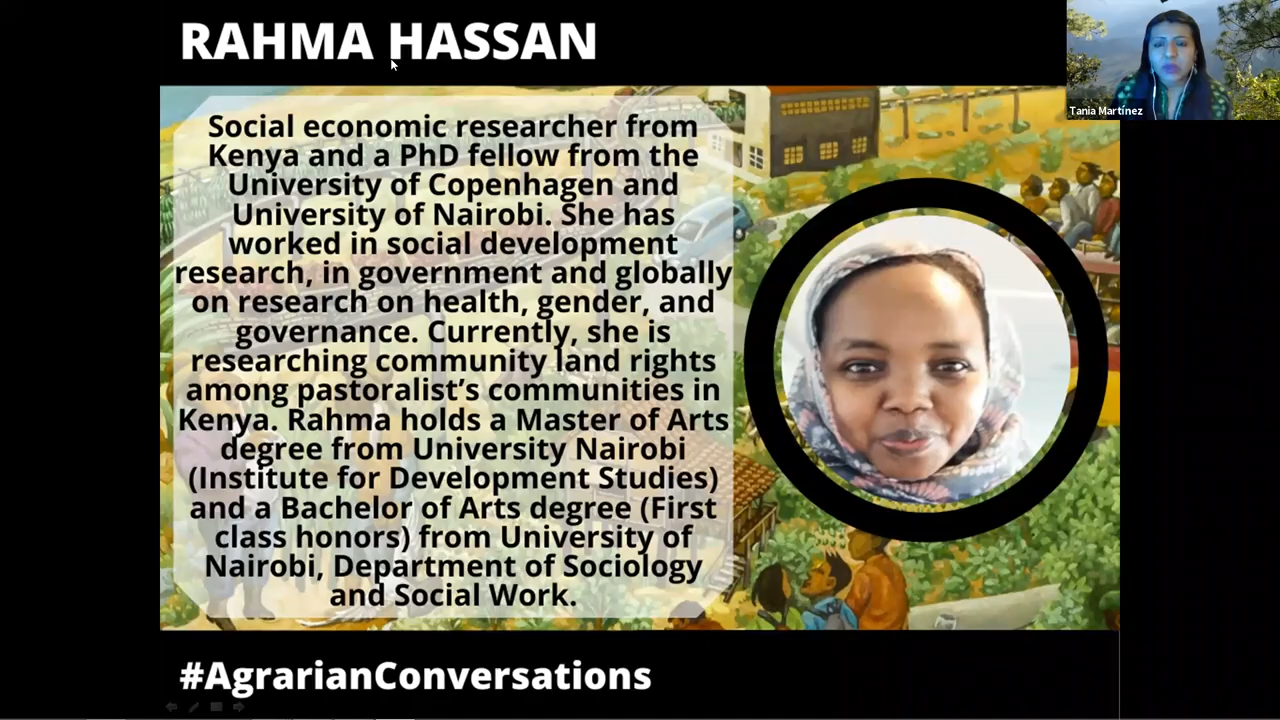 RAHMA HASSAN
Tania Martínez
Social economic researcher from
Kenya and a PhD fellow from the
University of Copenhagen and
University of Nairobi. She has
worked in social development
research, in government and globally
on research on health, gender, and
governance. Currently, she is
researching community land rights
among pastoralist’s communities in
Kenya. Rahma holds a Master of Arts
degree from University Nairobi
(Institute for Development Studies)
and a Bachelor of Arts degree (First
class honors) from University of
Nairobi, Department of Sociology
and Social Work.
#AgrarianConversations